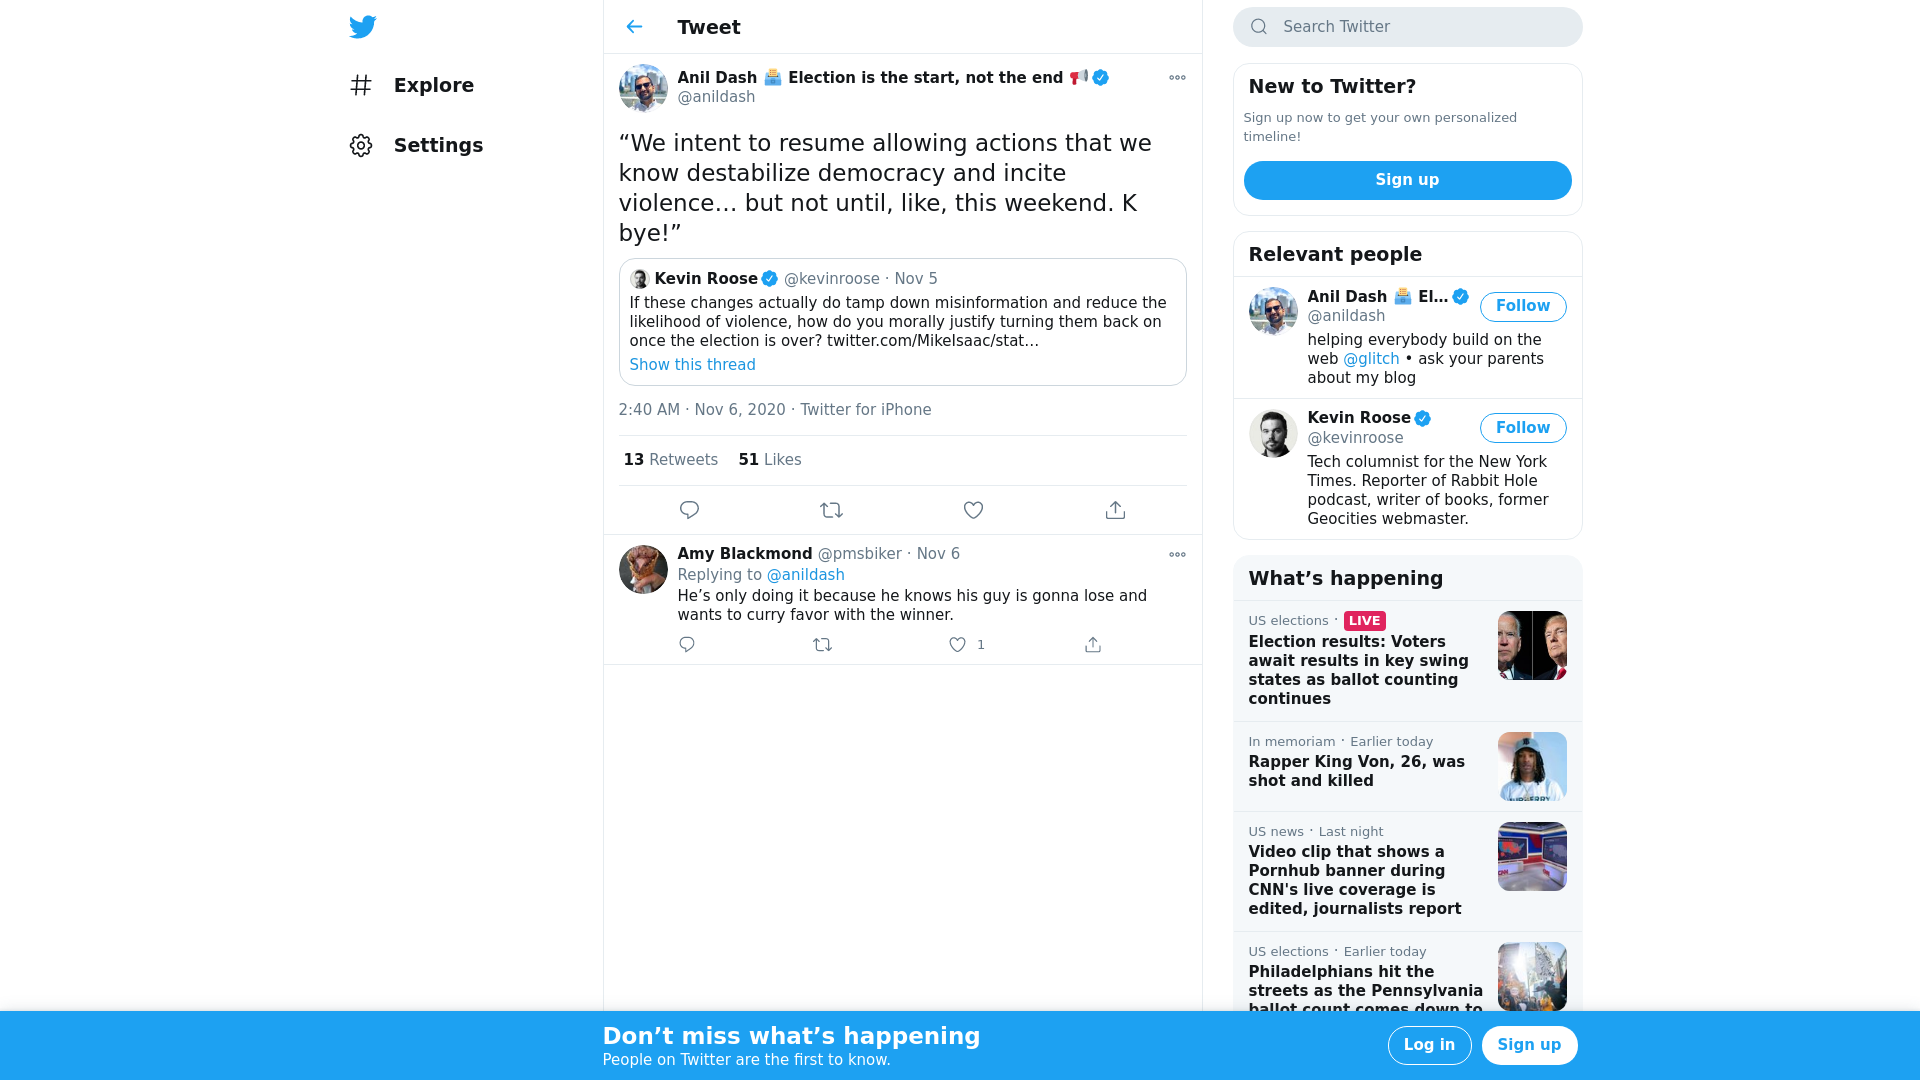 Explore
Settings
Tweet
Anil Dash 🗳️ Election is the start, not the end 📢
@anildash
“We intent to resume allowing actions that we
know destabilize democracy and incite
violence… but not until, like, this weekend. K
bye!”
Kevin Roose @kevinroose · Nov 5
If these changes actually do tamp down misinformation and reduce the
likelihood of violence, how do you morally justify turning them back on
once the election is over? twitter.com/MikeIsaac/stat…
Show this thread
2:40 AM · Nov 6, 2020 · Twitter for iPhone
13 Retweets 51 Likes
Amy Blackmond @pmsbiker · Nov 6
Replying to @anildash
He’s only doing it because he knows his guy is gonna lose and
wants to curry favor with the winner.
1
Search Twitter
New to Twitter?
Sign up now to get your own personalized
timeline!
Sign up
Relevant people
Anil Dash 🗳️ El…
Follow
@anildash
helping everybody build on the
web @glitch • ask your parents
about my blog
Kevin Roose
Follow
@kevinroose
Tech columnist for the New York
Times. Reporter of Rabbit Hole
podcast, writer of books, former
Geocities webmaster.
What’s happening
US elections · LIVE
Election results: Voters
await results in key swing
states as ballot counting
continues
In memoriam · Earlier today
Rapper King Von, 26, was
shot and killed
US news · Last night
Video clip that shows a
Pornhub banner during
CNN's live coverage is
edited, journalists report
US elections · Earlier today
Philadelphians hit the
streets as the Pennsylvania
ballot count comes down to
Don’t miss what’s happening
People on Twitter are the first to know.
Log in
Sign up